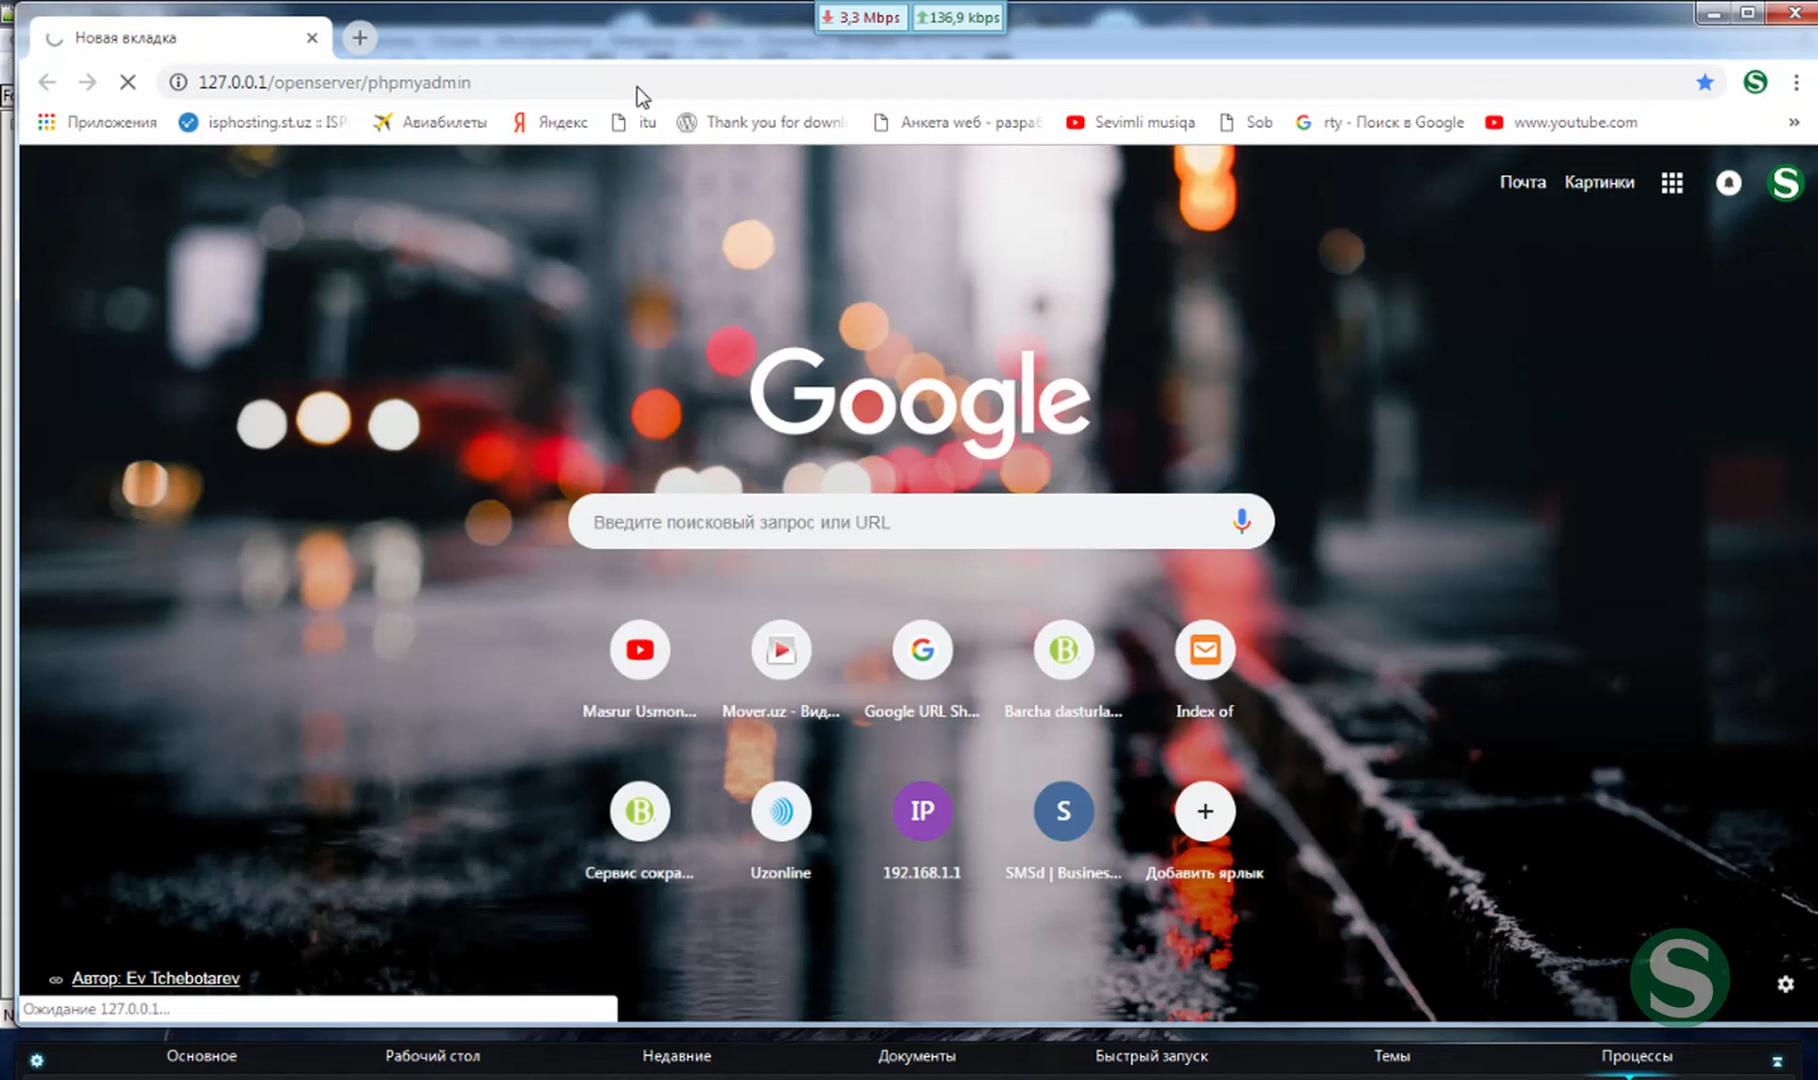 3,3 Mbps
136,9 kbps
Новая вкладка
127.0.0.1/openserver/phpmyadmin
Приложения
isphosting.st.uz :: ISP
Авиабилеты
Яндекс
itu
Thank you for downl
Анкета weб - разраб
Sevimli musiqa
Sob
rty - Поиск в Google
www.youtube.com
»
Почта
Картинки
S
Google
Введите поисковый запрос или URL
Masrur Usmon...
Mover.uz - Вид...
Google URL Sh...
Barcha dasturla...
Index of
Сервис сокра...
Uzonline
IP
192.168.1.1
S
SMSd | Busines...
Добавить ярлык
Автор: Ev Tchebotarev
Ожидание 127.0.0.1...
S
Основное
Рабочий стол
Недавние
Документы
Быстрый запуск
Темы
Процессы